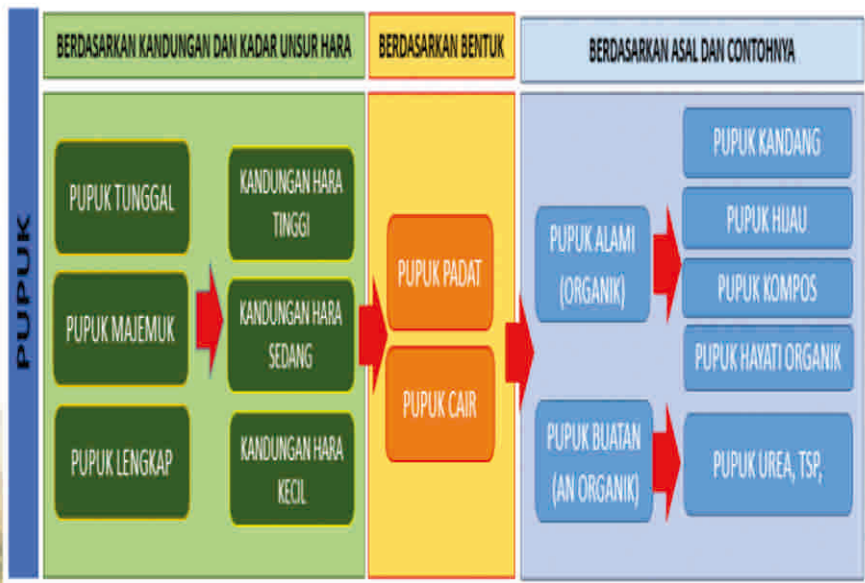 PUPUK
BERDASARKAN KANDUNGAN DAN KADAR UNSUR HARA
PUPUK TUNGGAL
PUPUK MAJEMUK
PUPUK LENGKAP
KANDUNGAN HARA
TINGGI
KANDUNGAN HARA
SEDANG
KANDUNGAN HARA
KECIL
BERDASARKAN BENTUK
PUPUK PADAT
PUPUK CAIR
BERDASARKAN ASAL DAN CONTOHNYA
PUPUK ALAMI
(ORGANIK)
PUPUK BUATAN
(AN ORGANIK)
PUPUK KANDANG
PUPUK HIJAU
PUPUK KOMPOS
PUPUK HAYATI ORGANIK
PUPUK UREA, TSP,